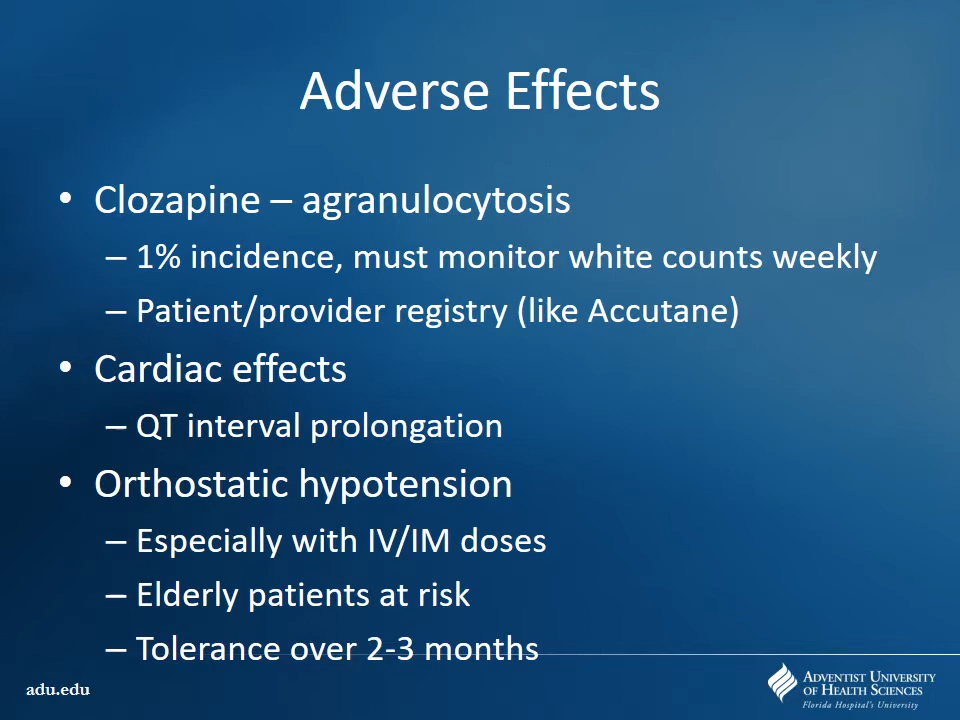 Adverse Effects
• Clozapine – agranulocytosis
– 1% incidence, must monitor white counts weekly
– Patient/provider registry (like Accutane)
• Cardiac effects
– QT interval prolongation
• Orthostatic hypotension
– Especially with IV/IM doses
– Elderly patients at risk
– Tolerance over 2-3 months
adu.edu
ADVENTIST UNIVERSITY
OF HEALTH SCIENCES
Florida Hospital's University